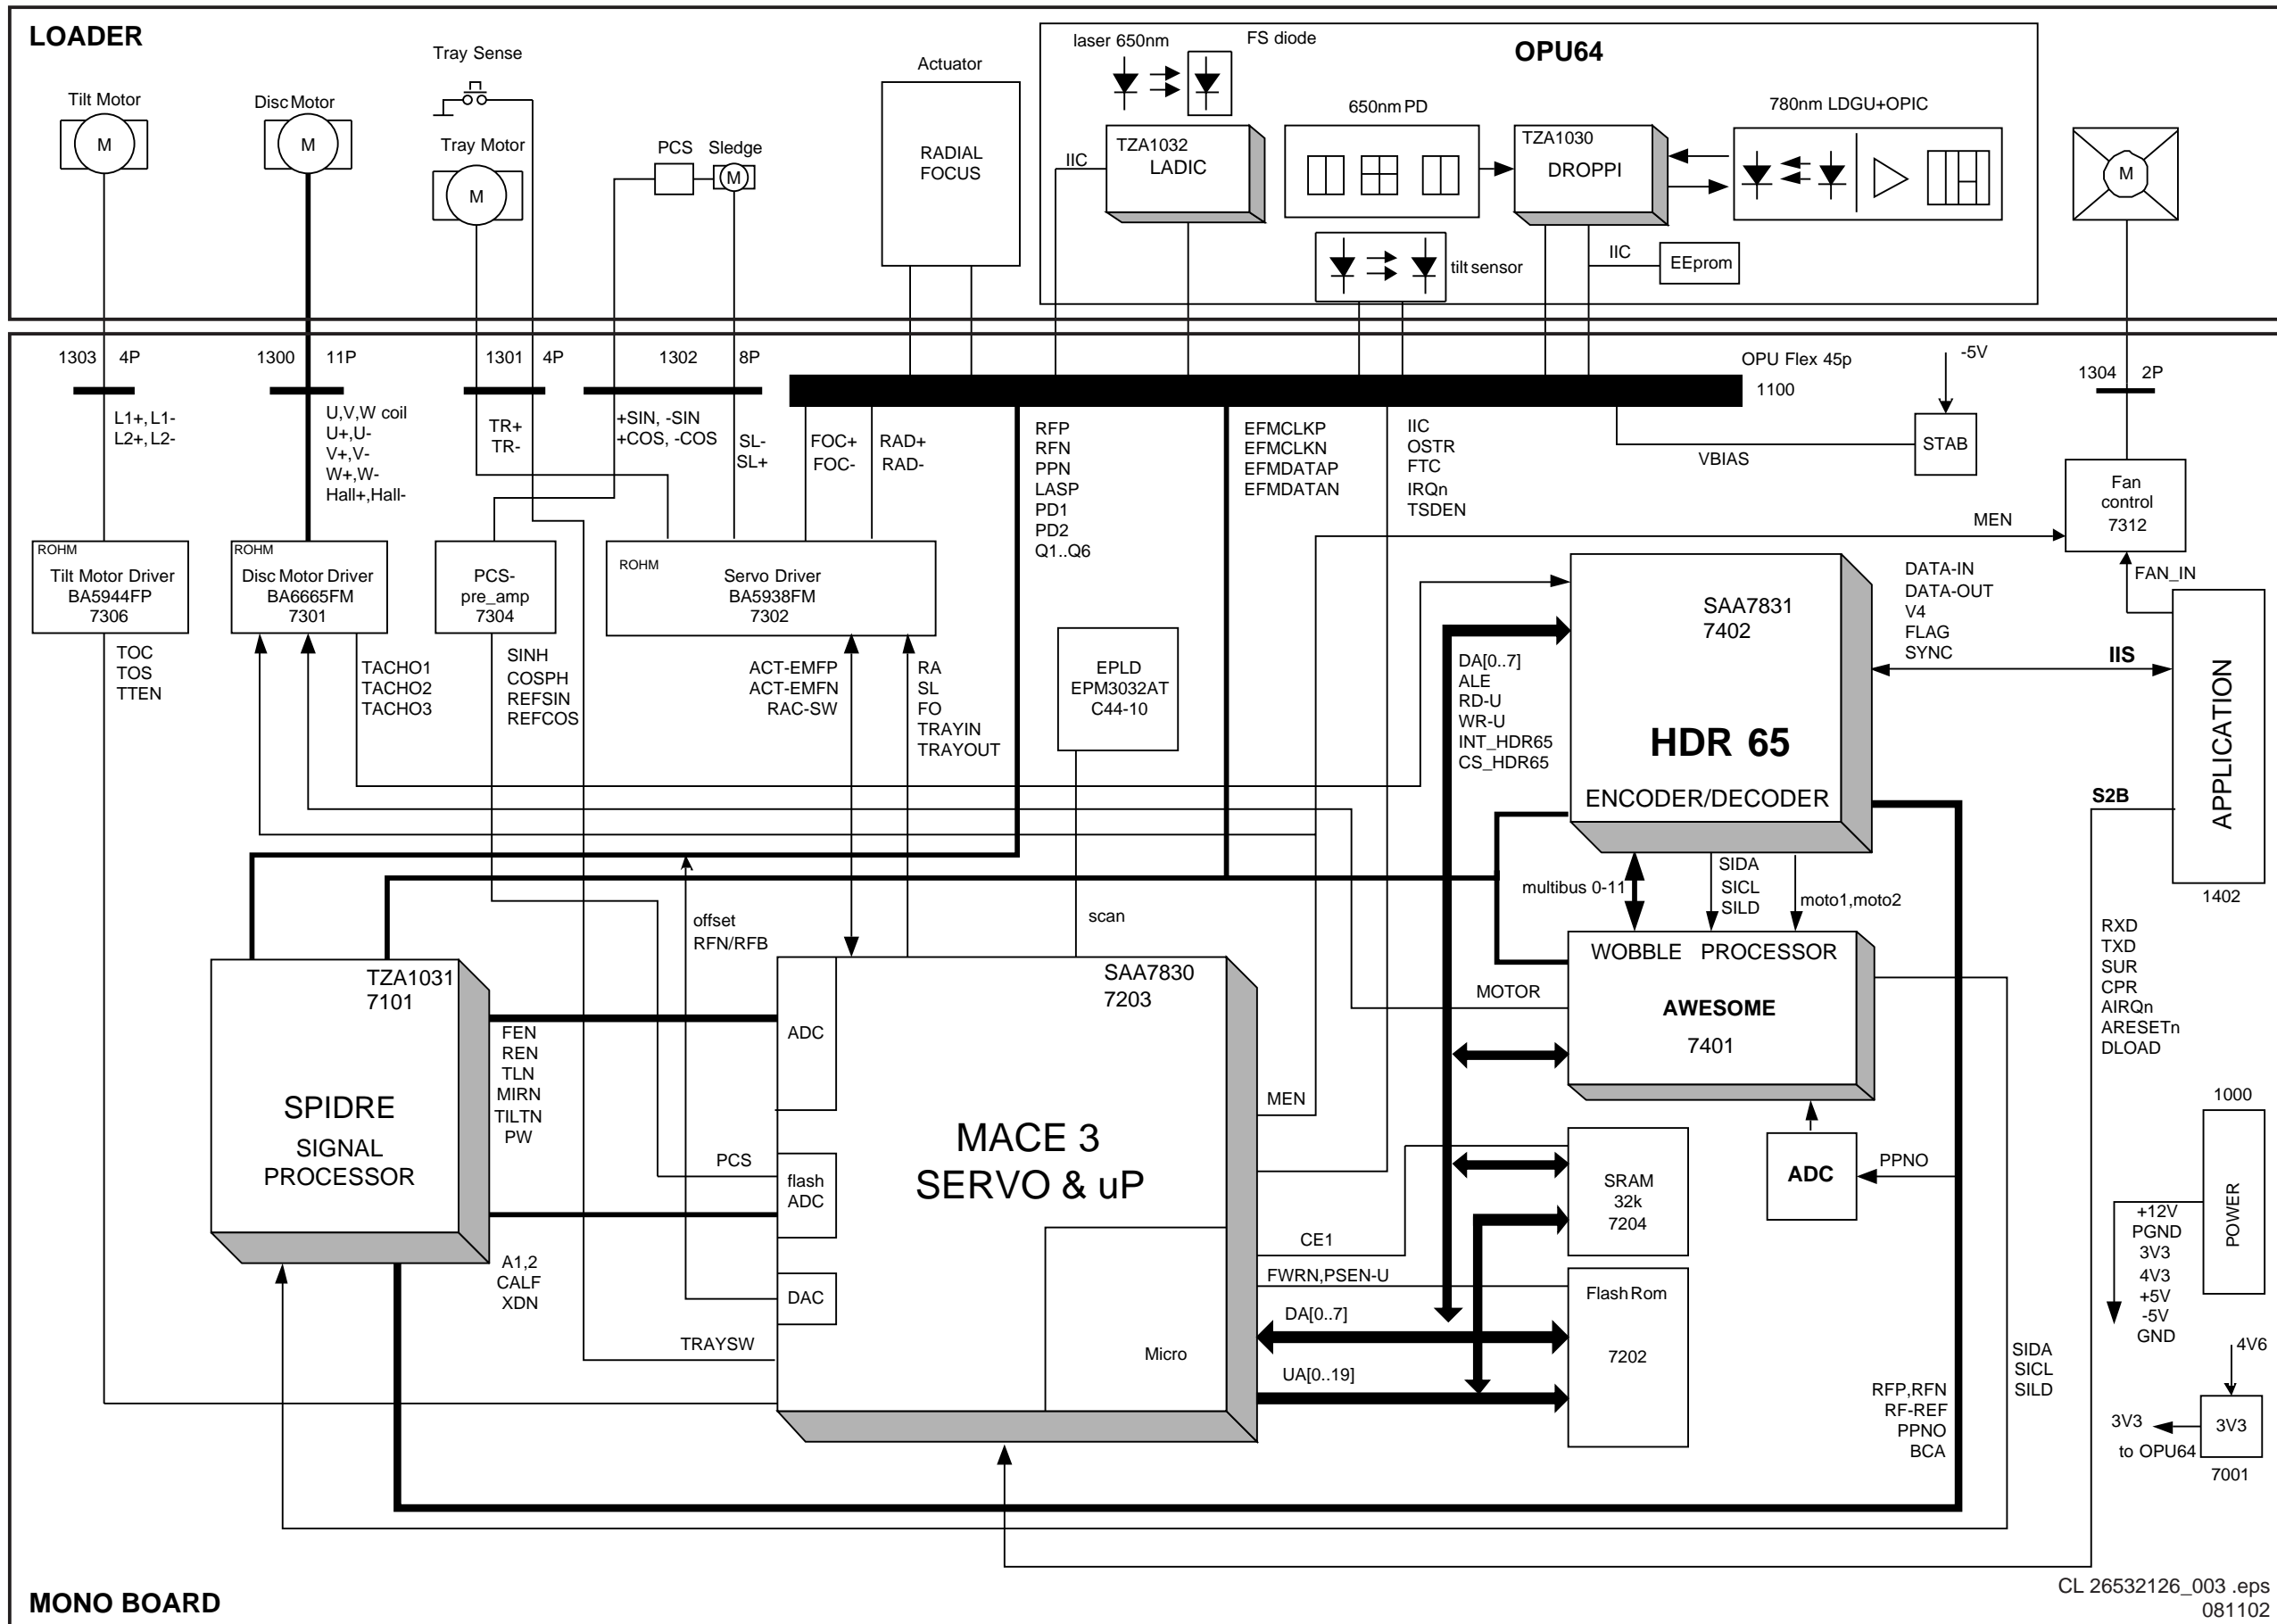 LOADER
Tilt Motor
M
Disc Motor
M
Tray Sense
Tray Motor
M
PCS
Sledge
M
Actuator
RADIAL
FOCUS
laser 650nm
FS diode
OPU64
IIC
TZA1032
LADIC
650nm PD
TZA1030
DROPPI
780nm LDGU+OPIC
tilt sensor
IIC
EEprom
M
1303
4P
1300
11P
1301
4P
1302
8P
OPU Flex 45p
1100
-5V
1304
2P
L1+, L1-
L2+, L2-
U,V,W coil
U+,U-
V+,V-
W+,W-
Hall+,Hall-
TR+
TR-
+SIN, -SIN
+COS, -COS
SL-
SL+
FOC+
FOC-
RAD+
RAD-
RFP
RFN
PPN
LASP
PD1
PD2
Q1..Q6
EFMCLKP
EFMCLKN
EFMDATAP
EFMDATAN
IIC
OSTR
FTC
IRQn
TSDEN
VBIAS
STAB
MEN
Fan
control
7312
FAN_IN
ROHM
Tilt Motor Driver
BA5944FP
7306
ROHM
Disc Motor Driver
BA6665FM
7301
PCS-
pre_amp
7304
ROHM
Servo Driver
BA5938FM
7302
TOC
TOS
TTEN
TACHO1
TACHO2
TACHO3
SINH
COSPH
REFSIN
REFCOS
ACT-EMFP
ACT-EMFN
RAC-SW
RA
SL
FO
TRAYIN
TRAYOUT
EPLD
EPM3032AT
C44-10
DA[0..7]
ALE
RD-U
WR-U
INT_HDR65
CS_HDR65
SAA7831
7402
HDR 65
ENCODER/DECODER
DATA-IN
DATA-OUT
V4
FLAG
SYNC
IIS
S2B
APPLICATION
1402
offset
RFN/RFB
scan
multibus 0-11
SIDA
SICL
SILD
moto1,moto2
RXD
TXD
SUR
CPR
AIRQn
ARESETn
DLOAD
TZA1031
7101
SPIDRE
SIGNAL
PROCESSOR
FEN
REN
TLN
MIRN
TILTN
PW
A1,2
CALF
XDN
ADC
PCS
flash
ADC
DAC
TRAYSW
SAA7830
7203
MACE 3
SERVO & uP
Micro
MEN
CE1
FWRN,PSEN-U
DA[0..7]
UA[0..19]
MOTOR
WOBBLE PROCESSOR
AWESOME
7401
SRAM
32k
7204
Flash Rom
7202
ADC
PPNO
RFP,RFN
RF-REF
PPNO
BCA
SIDA
SICL
SILD
1000
POWER
+12V
PGND
3V3
4V3
+5V
-5V
GND
4V6
3V3
3V3
to OPU64
7001
MONO BOARD
CL 26532126_003 .eps
081102